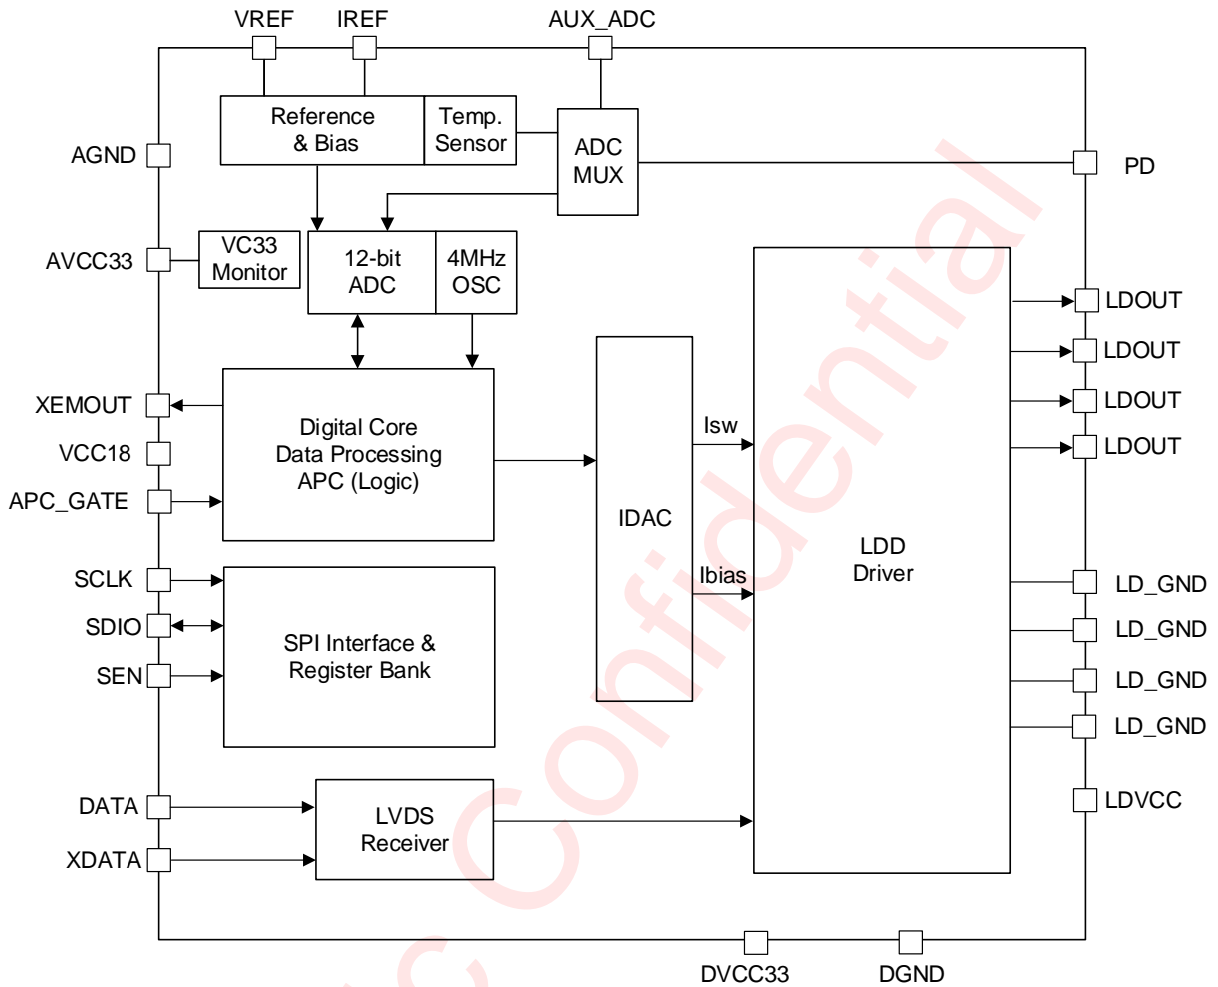 VREF
IREF
AUX_ADC
Reference
& Bias
Temp.
Sensor
ADC
MUX
AGND
PD
AVCC33
VC33
Monitor
12-bit
ADC
4MHz
OSC
LDOUT
LDOUT
LDOUT
LDOUT
XEMOUT
VCC18
APC_GATE
Digital Core
Data Processing
APC (Logic)
Isw
IDAC
Ibias
LDD
Driver
SCLK
SDIO
SEN
SPI Interface &
Register Bank
LD_GND
LD_GND
LD_GND
LD_GND
LDVCC
DATA
XDATA
LVDS
Receiver
DVCC33
DGND
ic Confidential